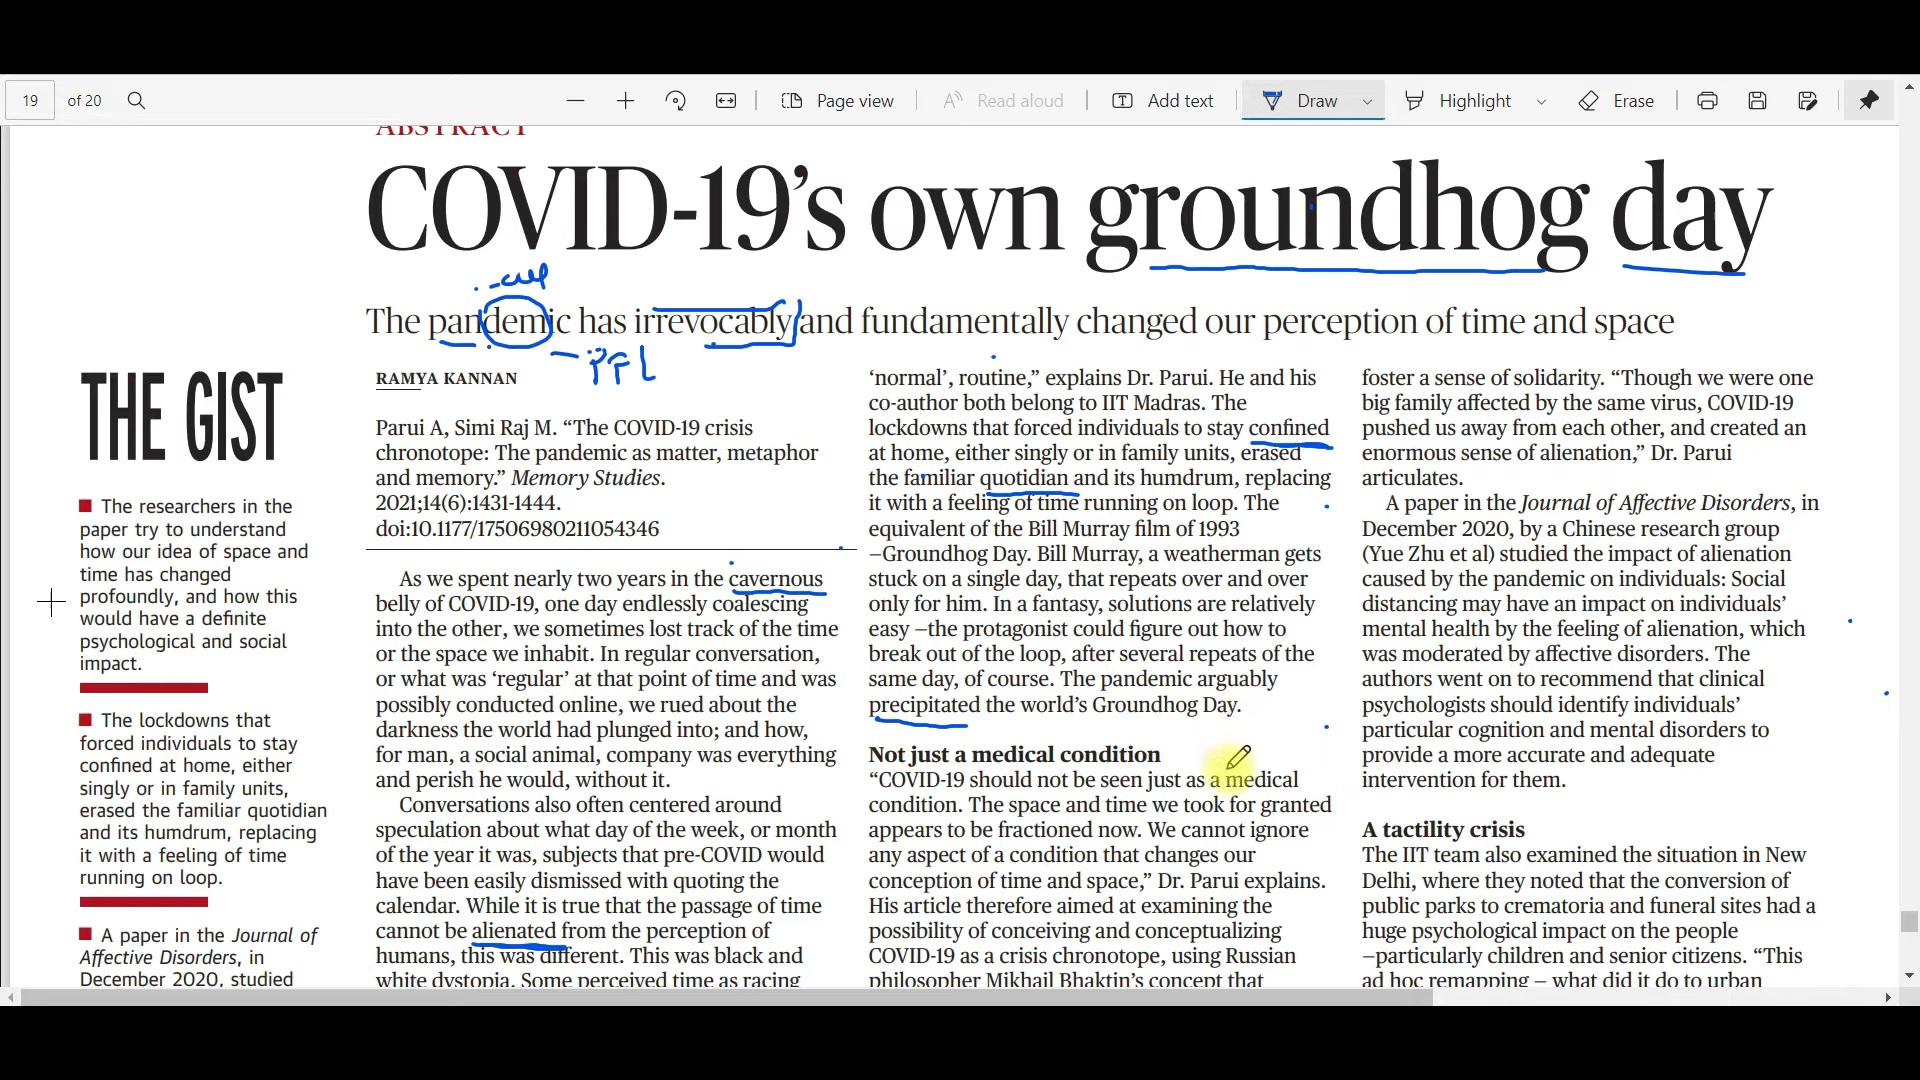 19 of 20 Page view Read aloud Add text Draw Highlight Erase
ABSTRACT
COVID-19’s own groundhog day
The pandemic has irrevocably and fundamentally changed our perception of time and space
THE GIST
The researchers in the
paper try to understand
how our idea of space and
time has changed
profoundly, and how this
would have a definite
psychological and social
impact.
The lockdowns that
forced individuals to stay
confined at home, either
singly or in family units,
erased the familiar quotidian
and its humdrum, replacing
it with a feeling of time
running on loop.
A paper in the Journal of
Affective Disorders, in
December 2020, studied
RAMYA KANNAN
Parui A, Simi Raj M. “The COVID-19 crisis
chronotope: The pandemic as matter, metaphor
and memory.” Memory Studies.
2021;14(6):1431-1444.
doi:10.1177/17506980211054346
As we spent nearly two years in the cavernous
belly of COVID-19, one day endlessly coalescing
into the other, we sometimes lost track of the time
or the space we inhabit. In regular conversation,
or what was ‘regular’ at that point of time and was
possibly conducted online, we rued about the
darkness the world had plunged into; and how,
for man, a social animal, company was everything
and perish he would, without it.
Conversations also often centered around
speculation about what day of the week, or month
of the year it was, subjects that pre-COVID would
have been easily dismissed with quoting the
calendar. While it is true that the passage of time
cannot be alienated from the perception of
humans, this was different. This was black and
white dystopia. Some perceived time as racing
‘normal’, routine,” explains Dr. Parui. He and his
co-author both belong to IIT Madras. The
lockdowns that forced individuals to stay confined
at home, either singly or in family units, erased
the familiar quotidian and its humdrum, replacing
it with a feeling of time running on loop. The
equivalent of the Bill Murray film of 1993
–Groundhog Day. Bill Murray, a weatherman gets
stuck on a single day, that repeats over and over
only for him. In a fantasy, solutions are relatively
easy –the protagonist could figure out how to
break out of the loop, after several repeats of the
same day, of course. The pandemic arguably
precipitated the world’s Groundhog Day.
Not just a medical condition
“COVID-19 should not be seen just as a medical
condition. The space and time we took for granted
appears to be fractioned now. We cannot ignore
any aspect of a condition that changes our
conception of time and space,” Dr. Parui explains.
His article therefore aimed at examining the
possibility of conceiving and conceptualizing
COVID-19 as a crisis chronotope, using Russian
philosopher Mikhail Bhaktin’s concept that
foster a sense of solidarity. “Though we were one
big family affected by the same virus, COVID-19
pushed us away from each other, and created an
enormous sense of alienation,” Dr. Parui
articulates.
A paper in the Journal of Affective Disorders, in
December 2020, by a Chinese research group
(Yue Zhu et al) studied the impact of alienation
caused by the pandemic on individuals: Social
distancing may have an impact on individuals’
mental health by the feeling of alienation, which
was moderated by affective disorders. The
authors went on to recommend that clinical
psychologists should identify individuals’
particular cognition and mental disorders to
provide a more accurate and adequate
intervention for them.
A tactility crisis
The IIT team also examined the situation in New
Delhi, where they noted that the conversion of
public parks to crematoria and funeral sites had a
huge psychological impact on the people
–particularly children and senior citizens. “This
ad hoc remapping – what did it do to urban